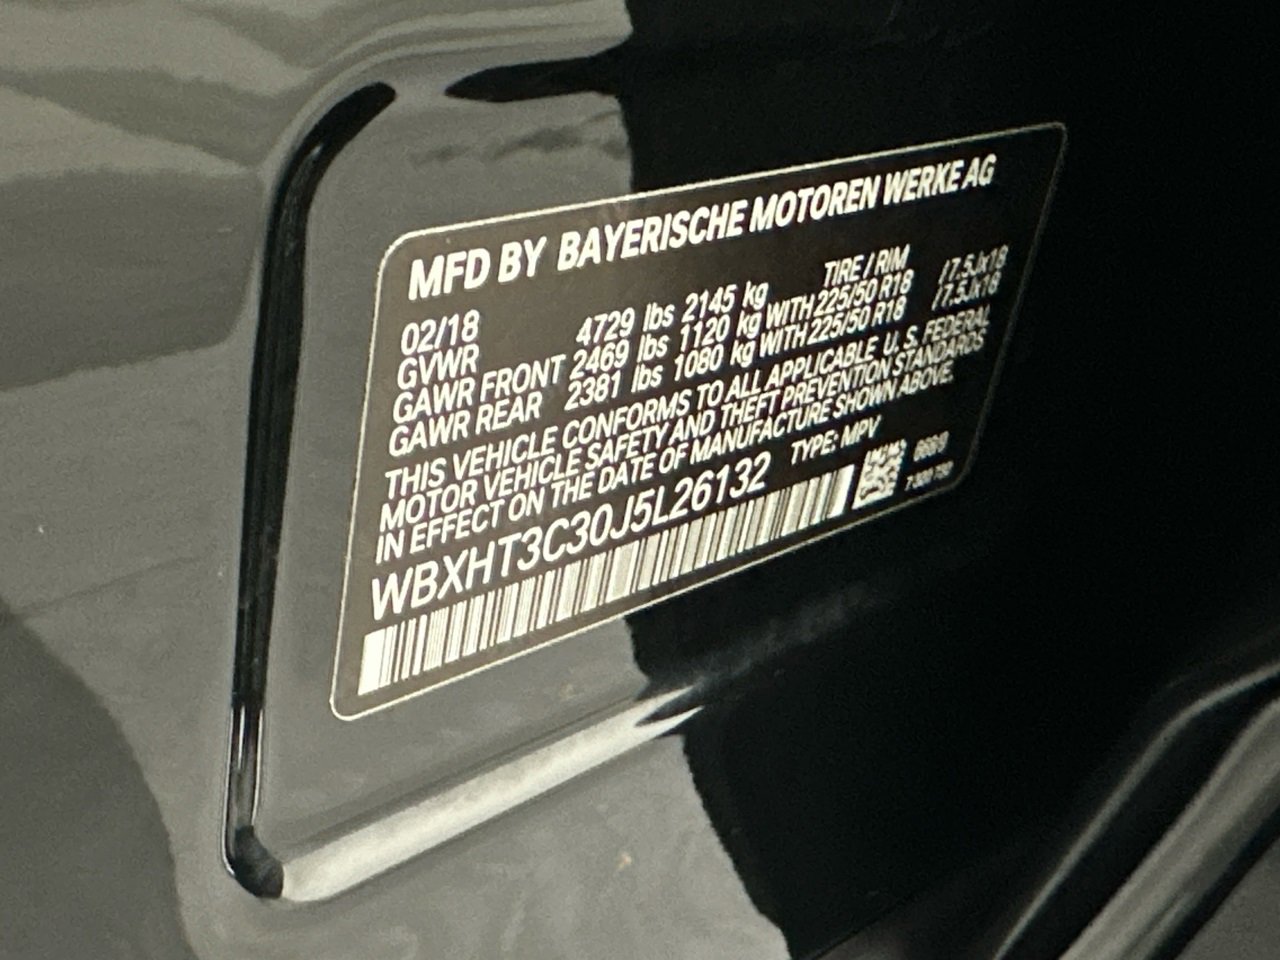 MFD BY BAYERISCHE MOTOREN WERKE AG
02/18 TIRE / RIM
GVWR 4729 lbs 2145 kg
GAWR FRONT 2469 lbs 1120 kg WITH 225/50 R18 /7.5Jx18
GAWR REAR 2381 lbs 1080 kg WITH 225/50 R18 /7.5Jx18
THIS VEHICLE CONFORMS TO ALL APPLICABLE U. S. FEDERAL
MOTOR VEHICLE SAFETY AND THEFT PREVENTION STANDARDS
IN EFFECT ON THE DATE OF MANUFACTURE SHOWN ABOVE.
WBXHT3C30J5L26132 TYPE: MPV